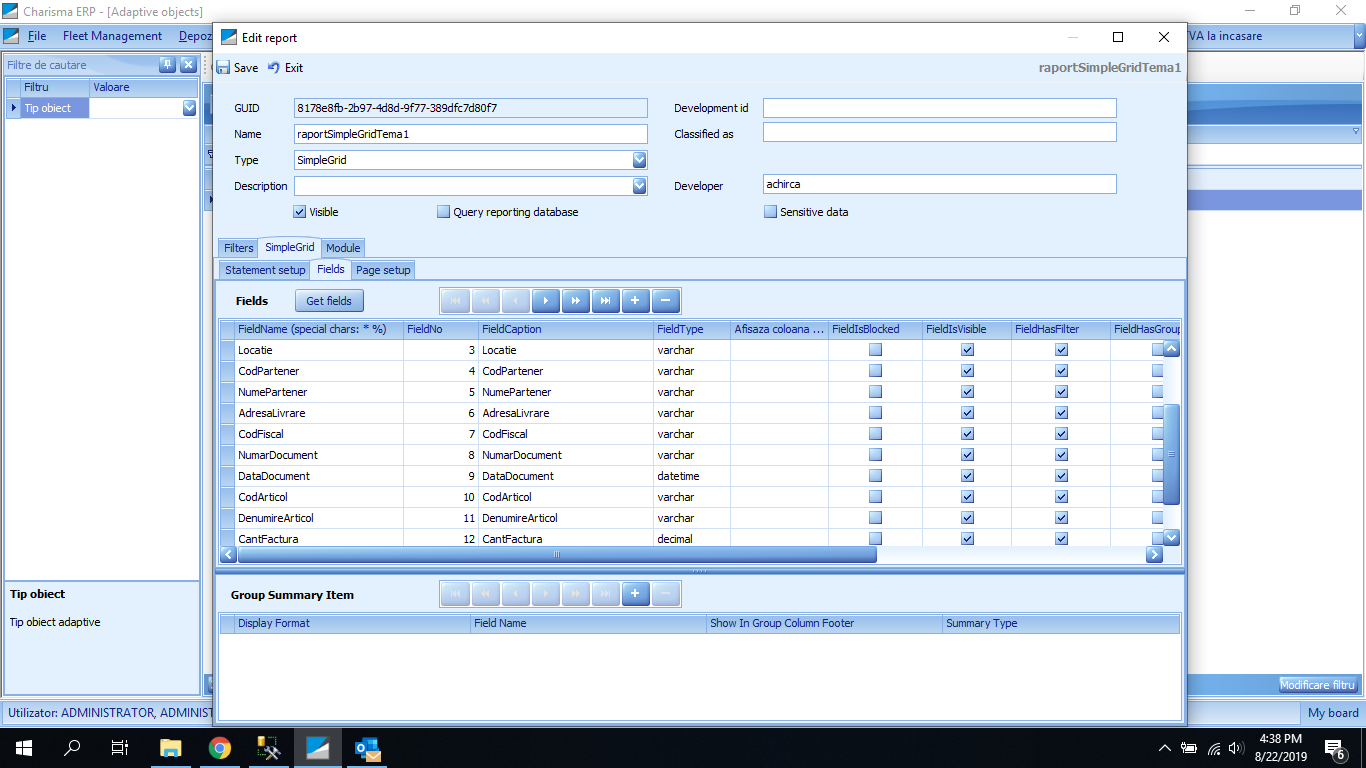 Charisma ERP - [Adaptive objects]
File Fleet Management Depoz
VA la incasare
Filtre de cautare
Filtru Valoare
Tip object
Tip object
Tip object adaptive
Edit report
Save Exit raportSimpleGridTema1
GUID 8178e8fb-2b97-4d8d-9f77-389dfc7d80f7 Development id
Name raportSimpleGridTema1 Classified as
Type SimpleGrid
Description Developer achirca
Visible Query reporting database Sensitive data
Filters SimpleGrid Module
Statement setup Fields Page setup
Fields Get fields
FieldName (special chars: * %) FieldNo FieldCaption FieldType Afisaza coloana ... FieldIsBlocked FieldIsVisible FieldHasFilter FieldHasGroup
Locatie 3 Locatie varchar
CodPartener 4 CodPartener varchar
NumePartener 5 NumePartener varchar
AdresaLivrare 6 AdresaLivrare varchar
CodFiscal 7 CodFiscal varchar
NumarDocument 8 NumarDocument varchar
DataDocument 9 DataDocument datetime
CodArticol 10 CodArticol varchar
DenumireArticol 11 DenumireArticol varchar
CantFactura 12 CantFactura decimal
Group Summary Item
Display Format Field Name Show In Group Column Footer Summary Type
Modificare filtru
Utilizator: ADMINISTRATOR, ADMINIST
My board
4:38 PM
8/22/2019
6